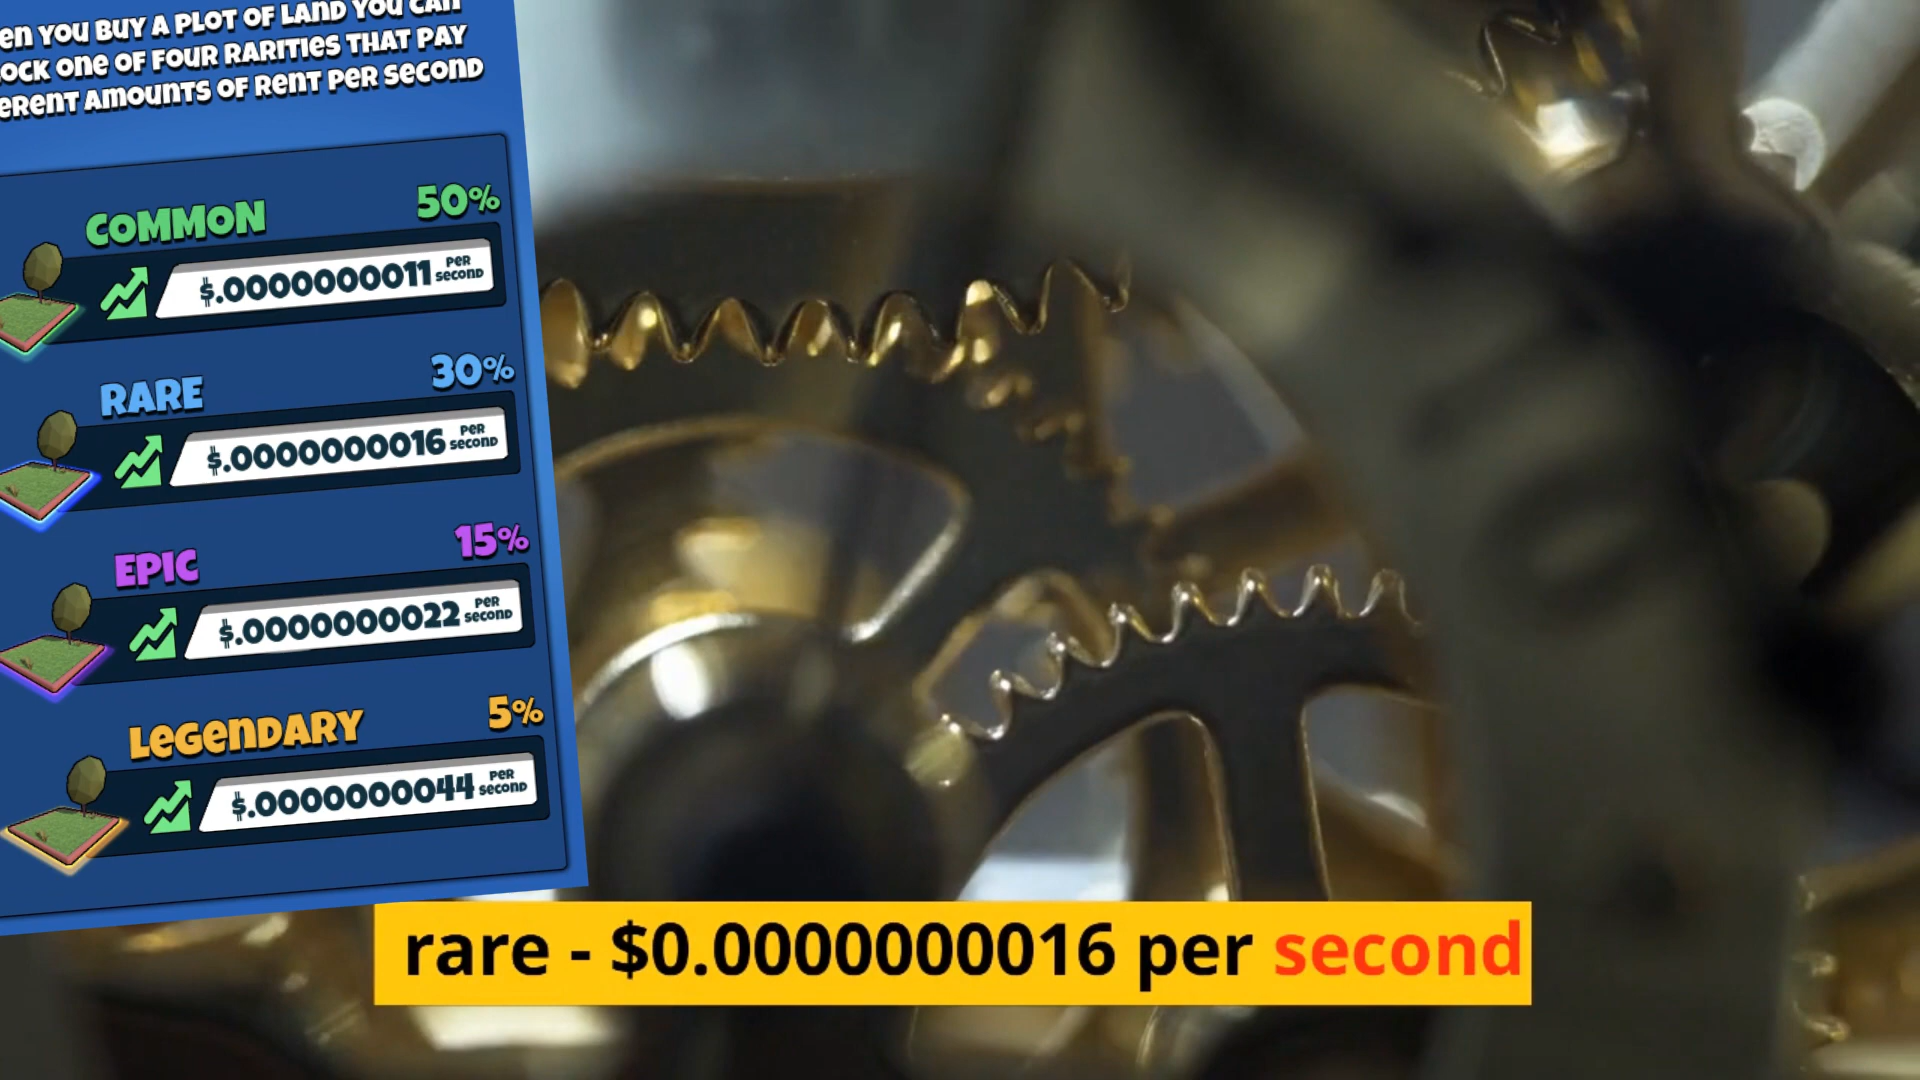 en YOU BUY A PLOT OF LAND YOU CAN
OCK ONE OF FOUR RARITIES THAT PAY
ERENT AMOUNTS OF RENT PER SECOND
COMMON 50%
$.0000000011 PER SECOND
RARE 30%
$.0000000016 PER SECOND
EPIC 15%
$.0000000022 PER SECOND
LEGENDARY 5%
$.0000000044 PER SECOND
rare - $0.0000000016 per second